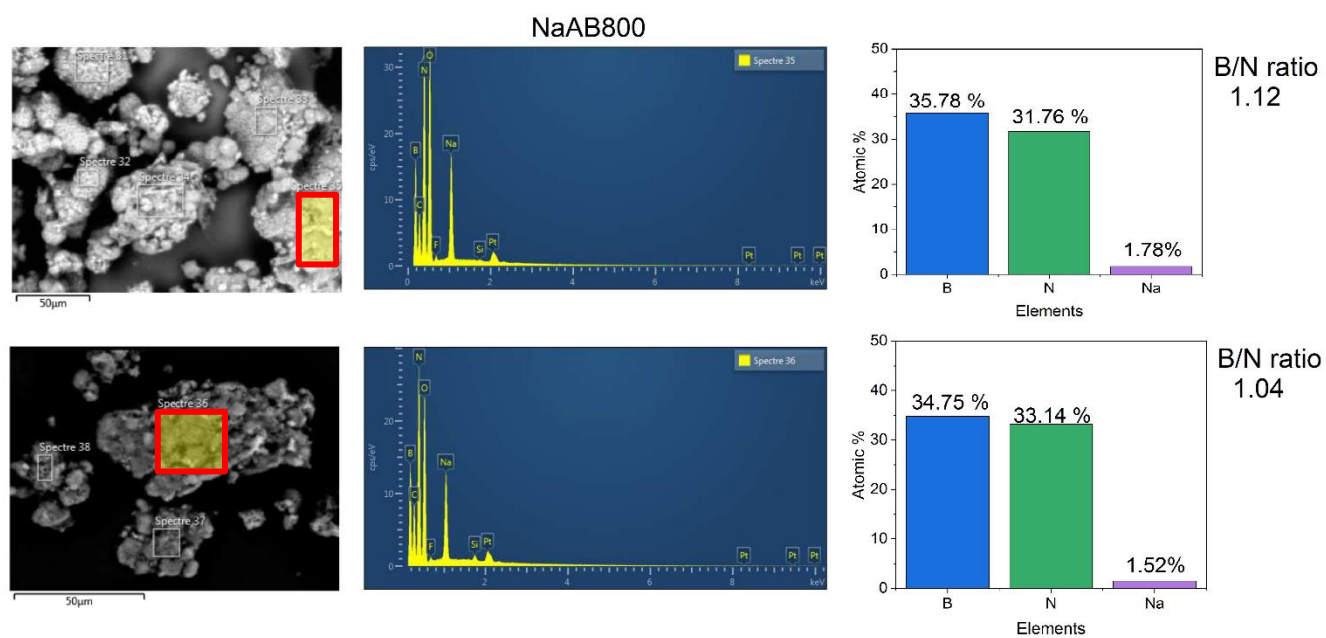 NaAB800
Spectre 31
Spectre 33
Spectre 32
Spectre 34
Spectre 35
50µm
Spectre 35
cps/eV
30
20
10
0
O
N
B
Na
C
F
Si
Pt
Pt
Pt
Pt
0
2
4
6
8
keV
50
40
30
20
10
0
Atomic %
35.78 %
31.76 %
1.78%
B
N
Na
Elements
B/N ratio
1.12
Spectre 36
Spectre 38
Spectre 37
50µm
Spectre 36
cps/eV
20
10
0
N
O
B
Na
C
F
Si
Pt
Pt
Pt
Pt
2
4
6
8
keV
50
40
30
20
10
0
Atomic %
34.75 %
33.14 %
1.52%
B
N
Na
Elements
B/N ratio
1.04